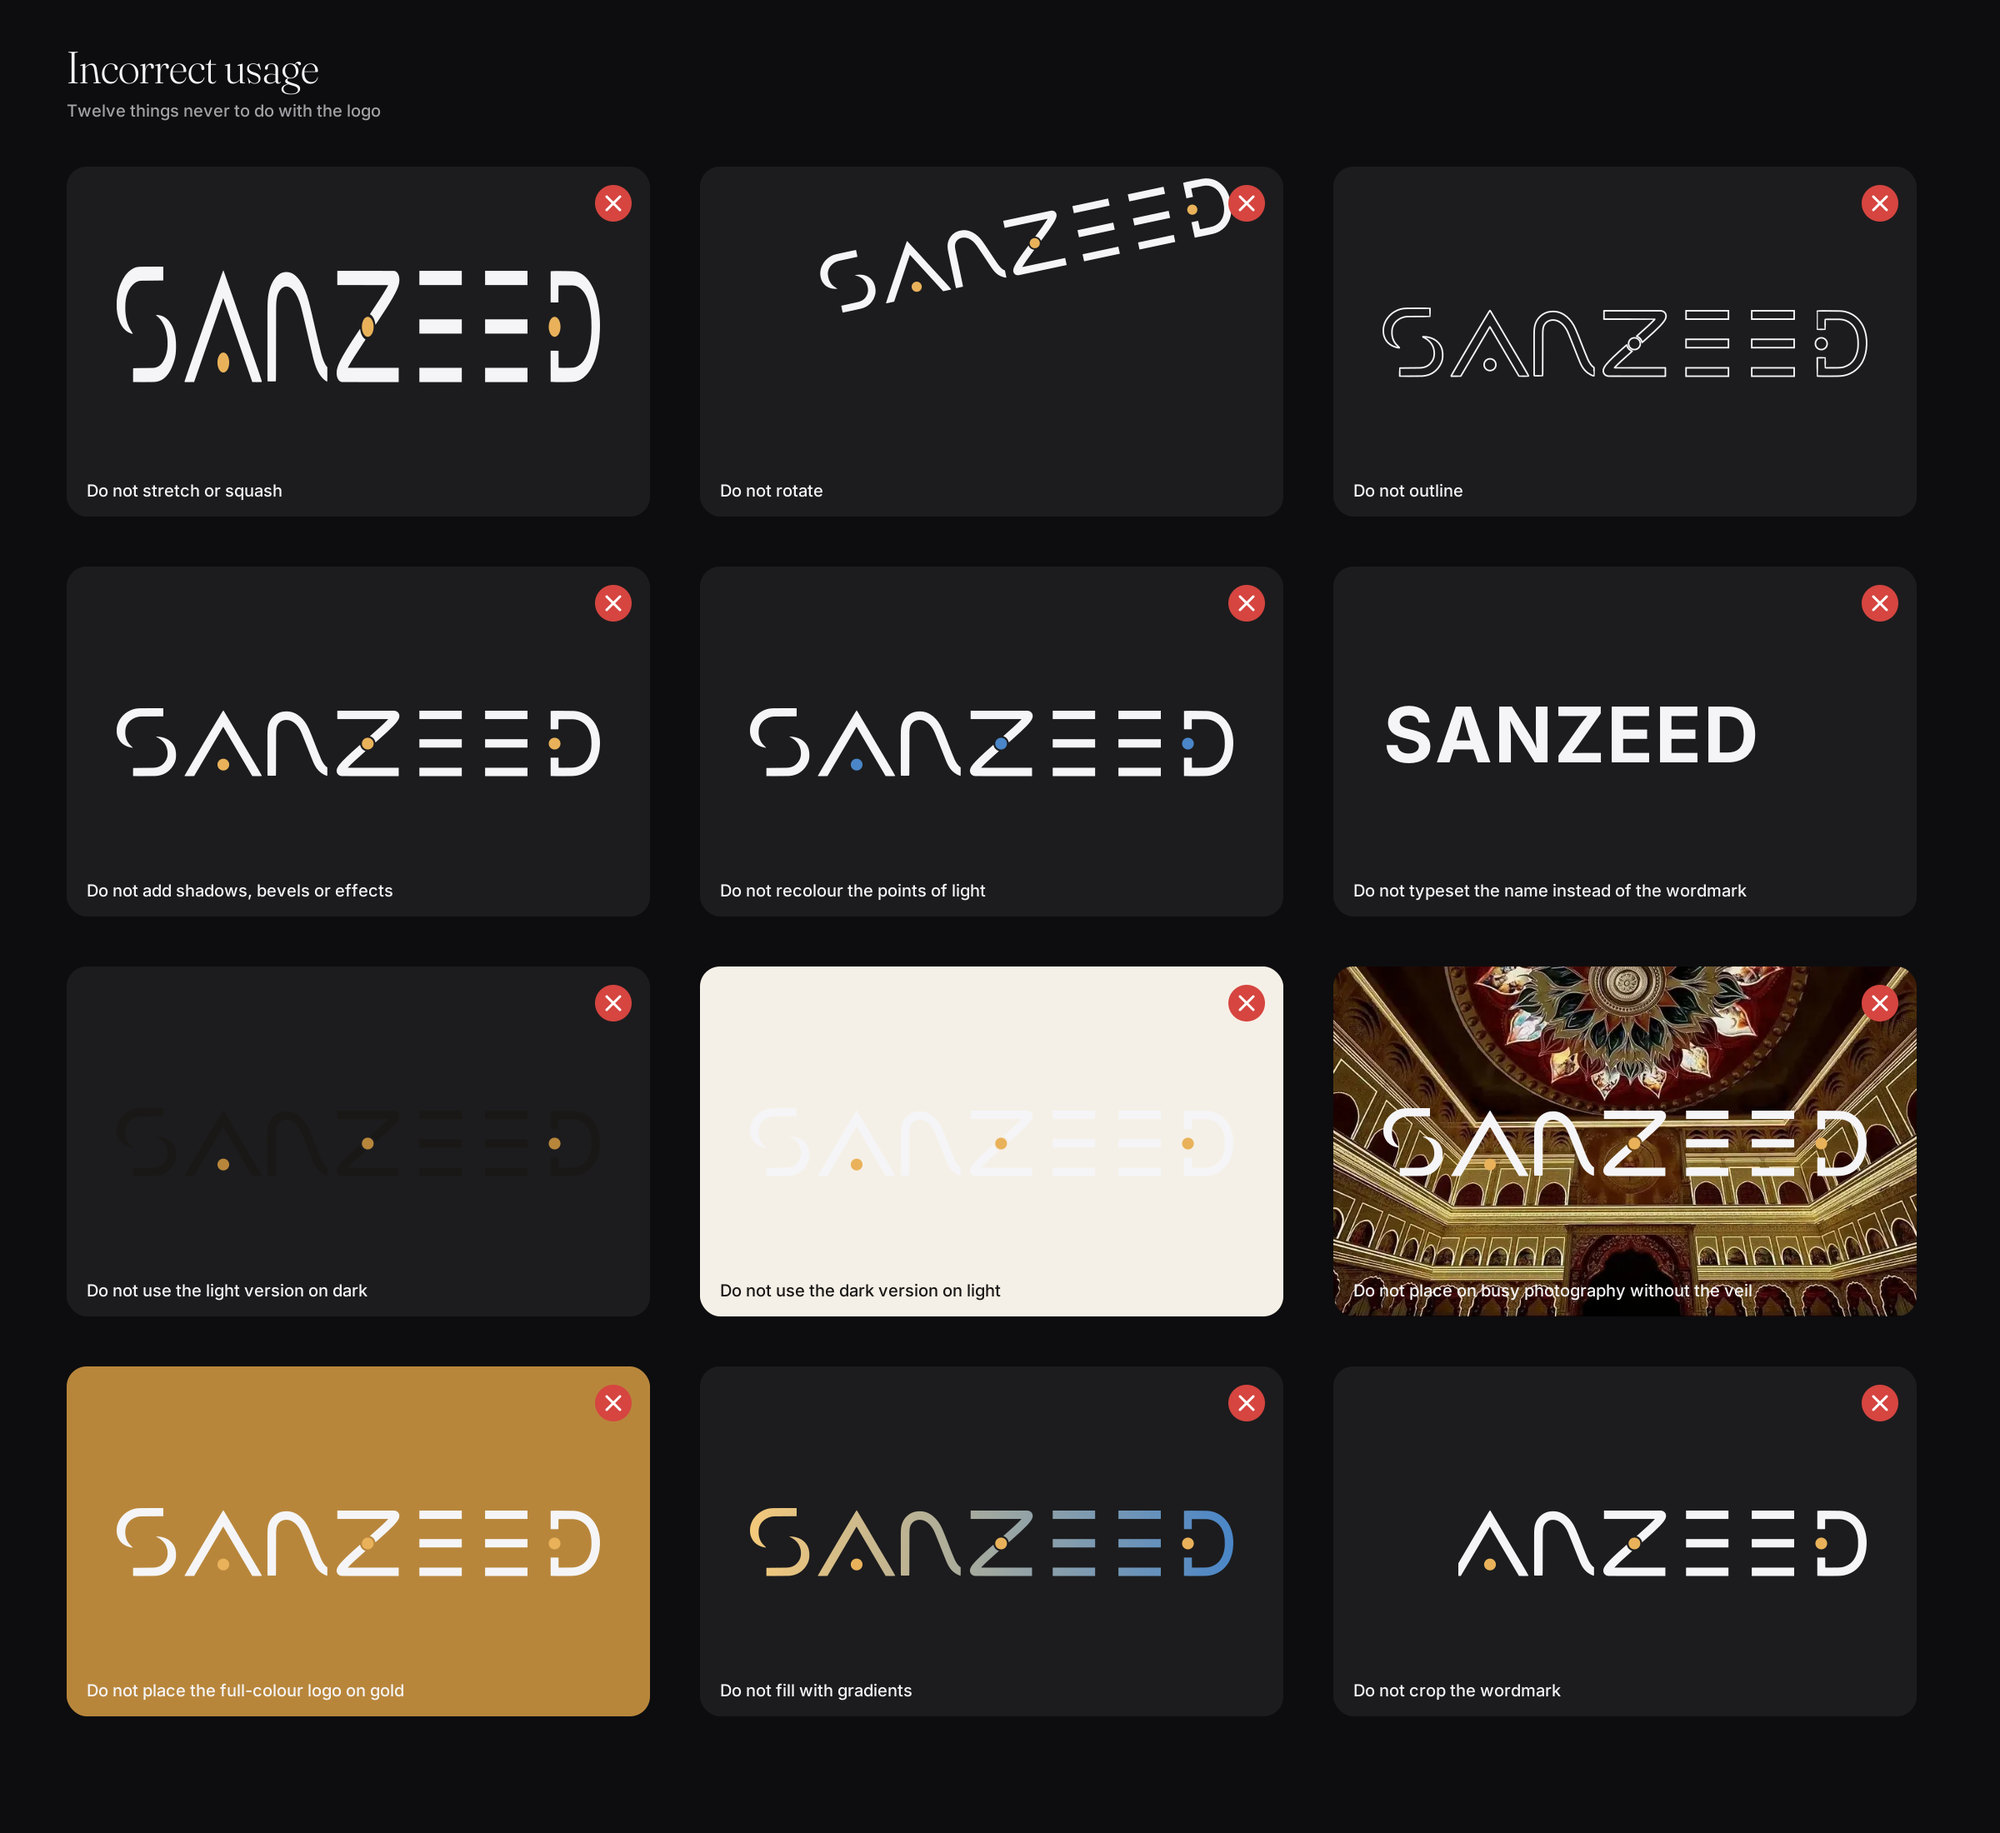 Incorrect usage
Twelve things never to do with the logo
SANZEED
Do not stretch or squash
SANZEED
Do not rotate
SANZEED
Do not outline
SANZEED
Do not add shadows, bevels or effects
SANZEED
Do not recolour the points of light
SANZEED
Do not typeset the name instead of the wordmark
SANZEED
Do not use the light version on dark
SANZEED
Do not use the dark version on light
SANZEED
Do not place on busy photography without the veil
SANZEED
Do not place the full-colour logo on gold
SANZEED
Do not fill with gradients
ANZEED
Do not crop the wordmark